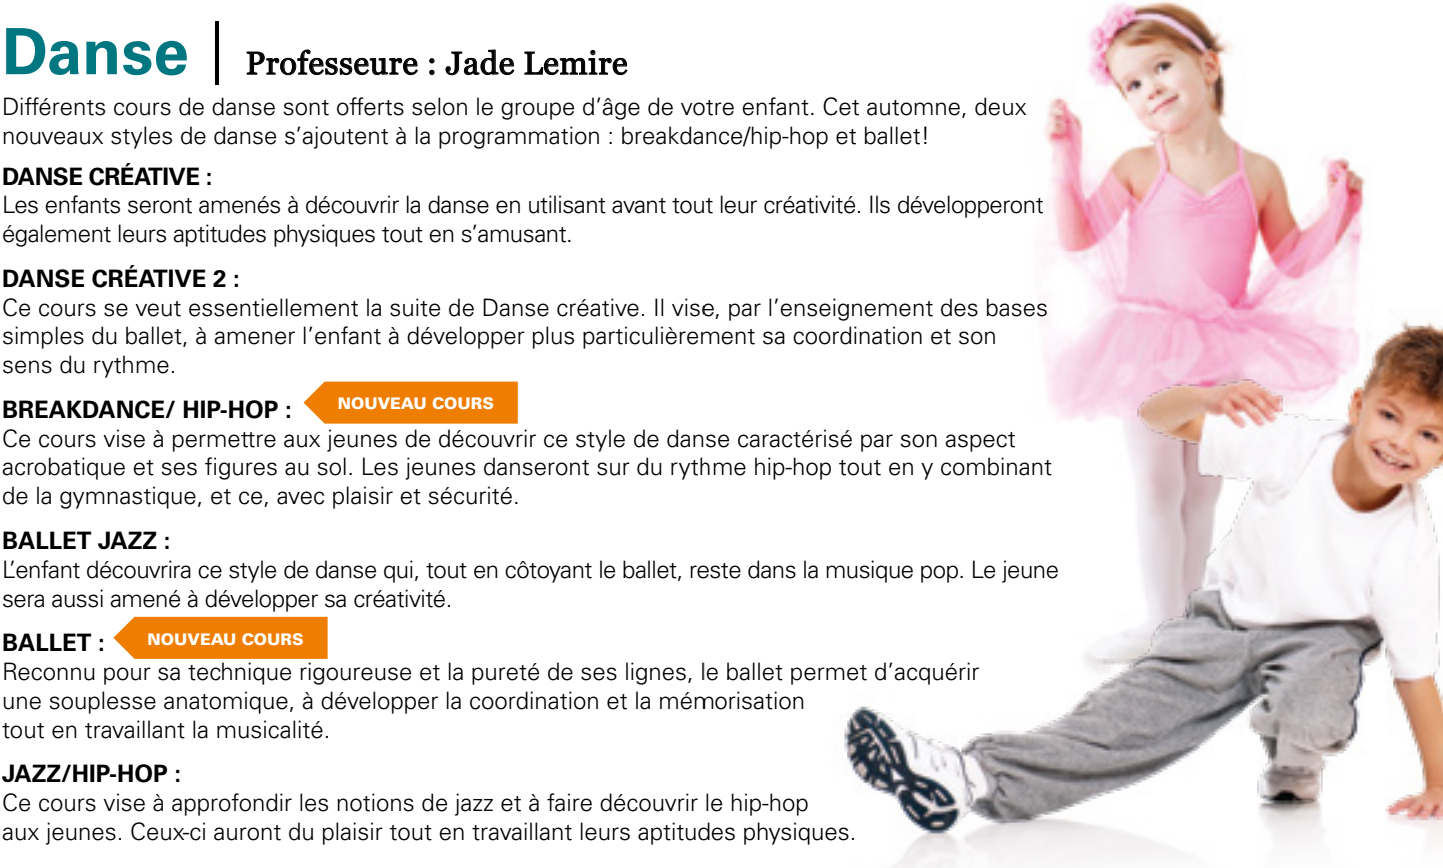 Danse | Professeure : Jade Lemire
Différents cours de danse sont offerts selon le groupe d’âge de votre enfant. Cet automne, deux
nouveaux styles de danse s’ajoutent à la programmation : breakdance/hip-hop et ballet!
DANSE CRÉATIVE :
Les enfants seront amenés à découvrir la danse en utilisant avant tout leur créativité. Ils développeront
également leurs aptitudes physiques tout en s’amusant.
DANSE CRÉATIVE 2 :
Ce cours se veut essentiellement la suite de Danse créative. Il vise, par l’enseignement des bases
simples du ballet, à amener l’enfant à développer plus particulièrement sa coordination et son
sens du rythme.
BREAKDANCE/ HIP-HOP : NOUVEAU COURS
Ce cours vise à permettre aux jeunes de découvrir ce style de danse caractérisé par son aspect
acrobatique et ses figures au sol. Les jeunes danseront sur du rythme hip-hop tout en y combinant
de la gymnastique, et ce, avec plaisir et sécurité.
BALLET JAZZ :
L’enfant découvrira ce style de danse qui, tout en côtoyant le ballet, reste dans la musique pop. Le jeune
sera aussi amené à développer sa créativité.
BALLET : NOUVEAU COURS
Reconnu pour sa technique rigoureuse et la pureté de ses lignes, le ballet permet d’acquérir
une souplesse anatomique, à développer la coordination et la mémorisation
tout en travaillant la musicalité.
JAZZ/HIP-HOP :
Ce cours vise à approfondir les notions de jazz et à faire découvrir le hip-hop
aux jeunes. Ceux-ci auront du plaisir tout en travaillant leurs aptitudes physiques.